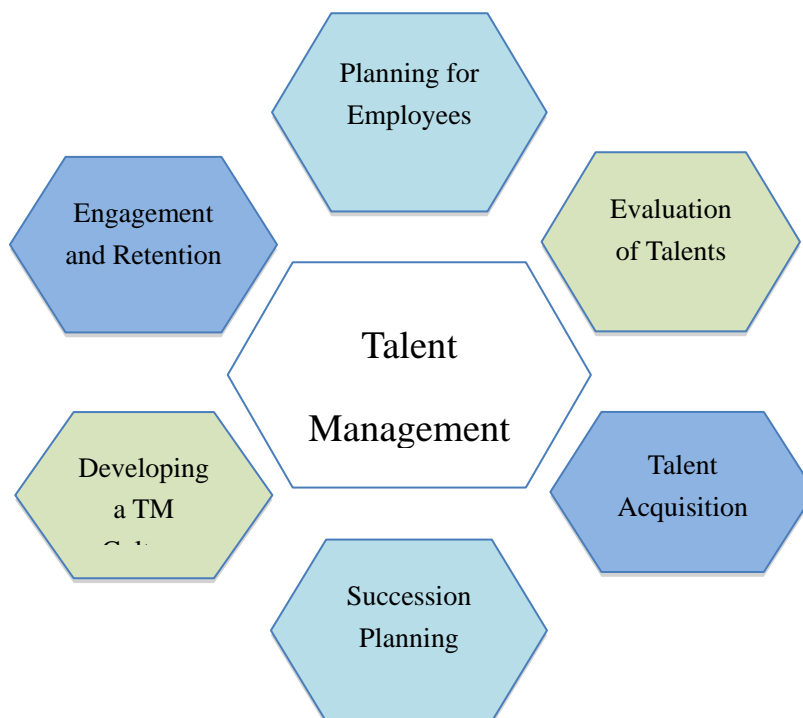 Planning for
Employees
Evaluation
of Talents
Engagement
and Retention
Talent
Management
Talent
Acquisition
Developing
a TM
Succession
Planning